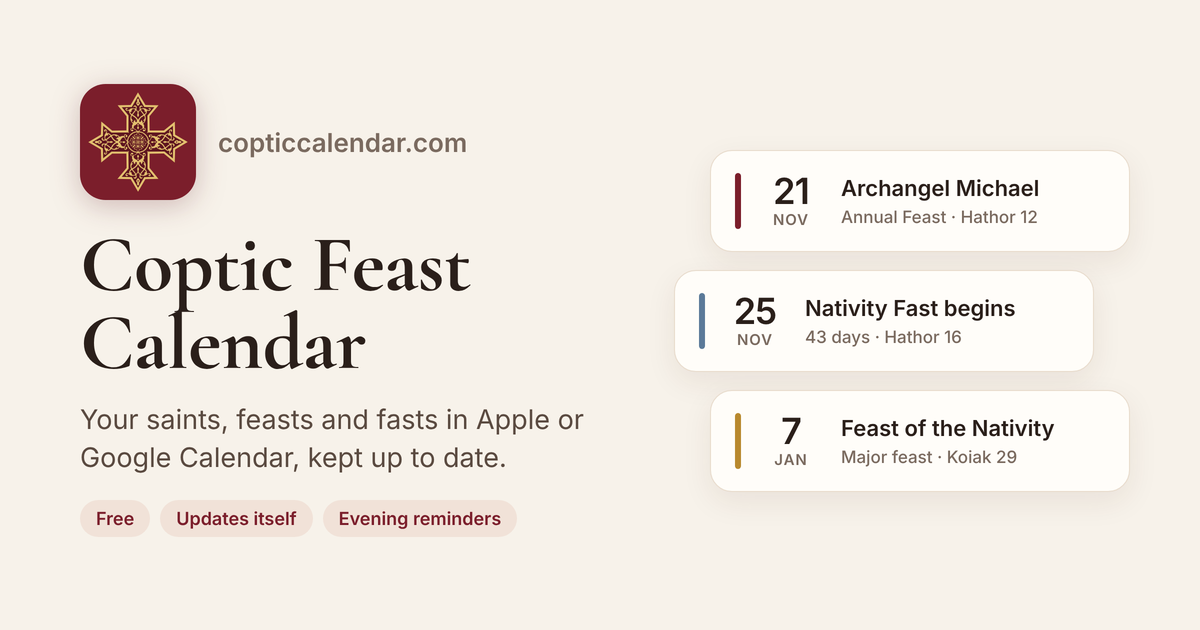 copticcalendar.com
Coptic Feast
Calendar
Your saints, feasts and fasts in Apple or
Google Calendar, kept up to date.
Free
Updates itself
Evening reminders
21
NOV
Archangel Michael
Annual Feast · Hathor 12
25
NOV
Nativity Fast begins
43 days · Hathor 16
7
JAN
Feast of the Nativity
Major feast · Koiak 29